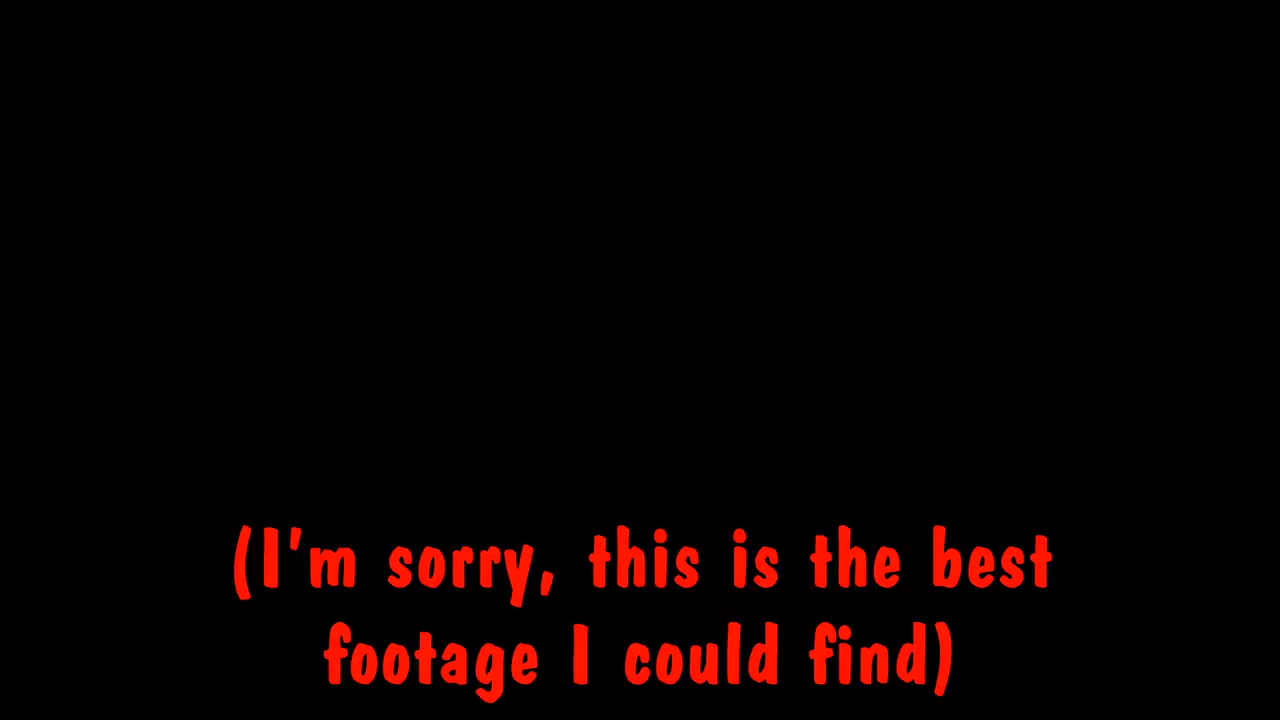 (I'm sorry, this is the best
footage I could find)